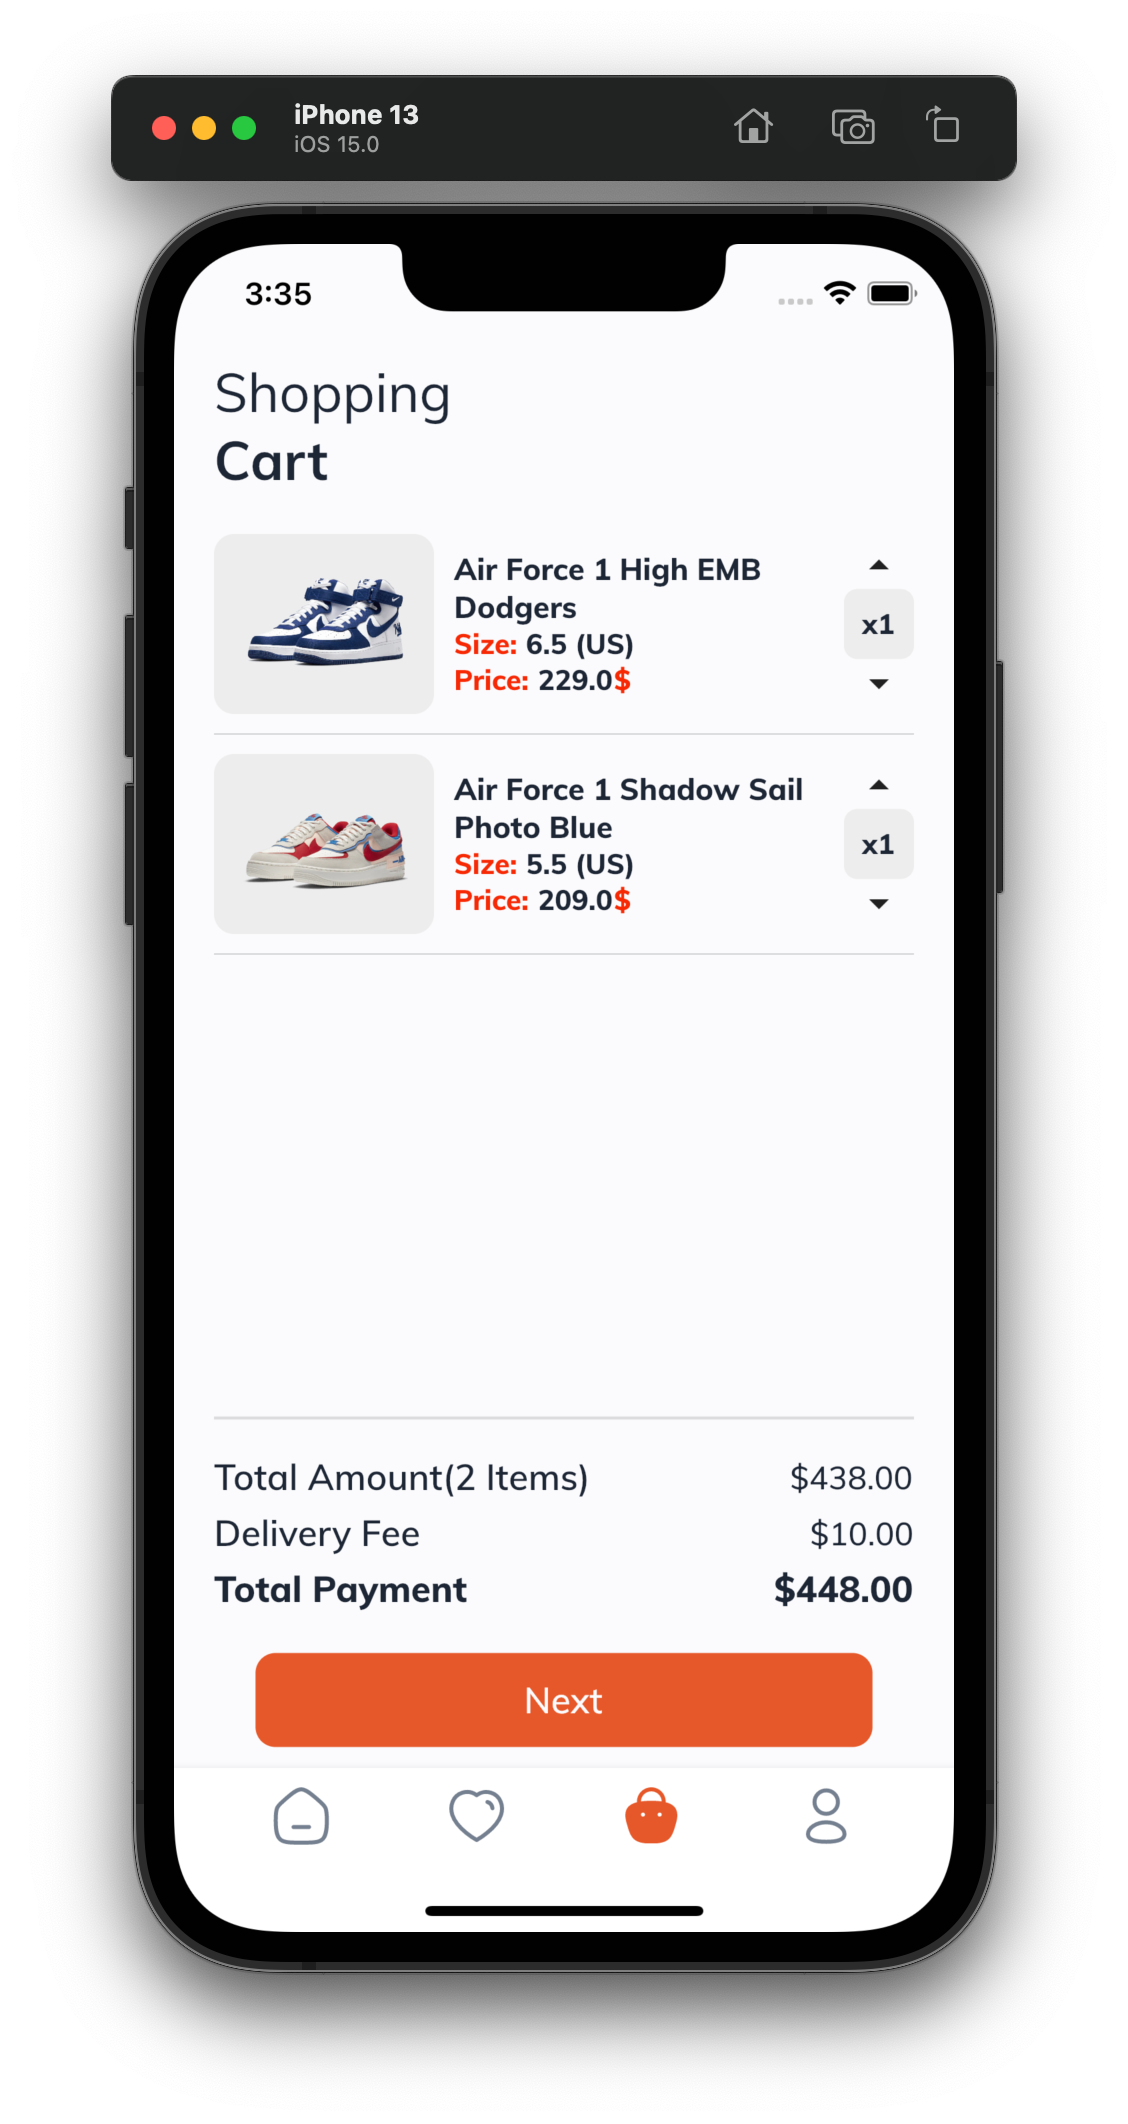 iPhone 13
iOS 15.0
3:35
Shopping
Cart
Air Force 1 High EMB
Dodgers
Size: 6.5 (US)
Price: 229.0$
x1
Air Force 1 Shadow Sail
Photo Blue
Size: 5.5 (US)
Price: 209.0$
x1
Total Amount(2 Items) $438.00
Delivery Fee $10.00
Total Payment $448.00
Next